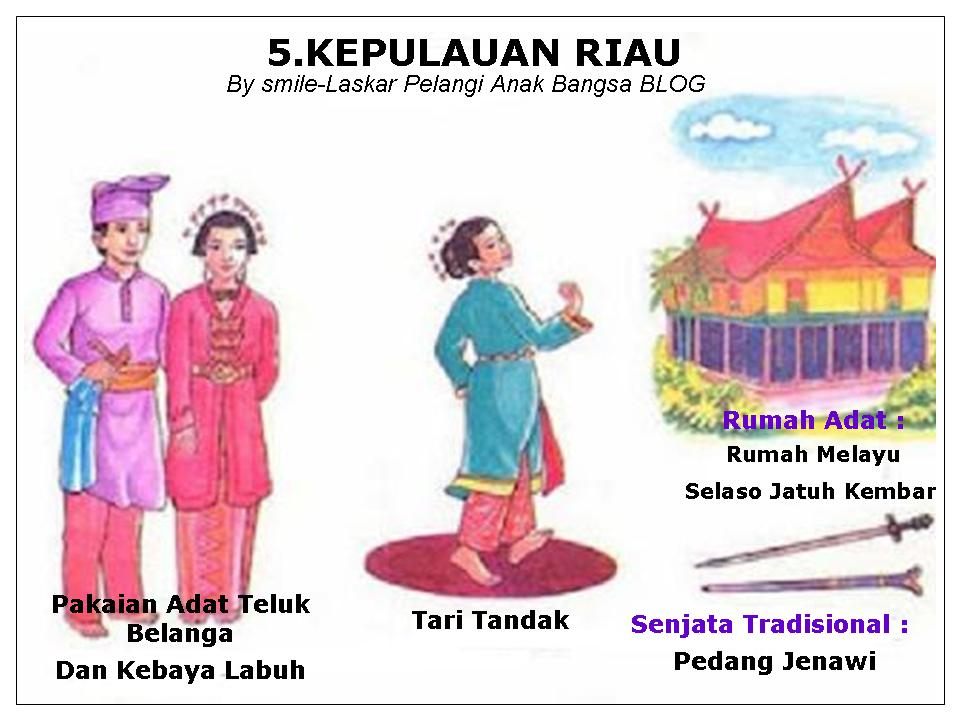 5.KEPULAUAN RIAU
By smile-Laskar Pelangi Anak Bangsa BLOG
Pakaian Adat Teluk
Belanga
Dan Kebaya Labuh
Tari Tandak
Rumah Adat :
Rumah Melayu
Selaso Jatuh Kembar
Senjata Tradisional :
Pedang Jenawi